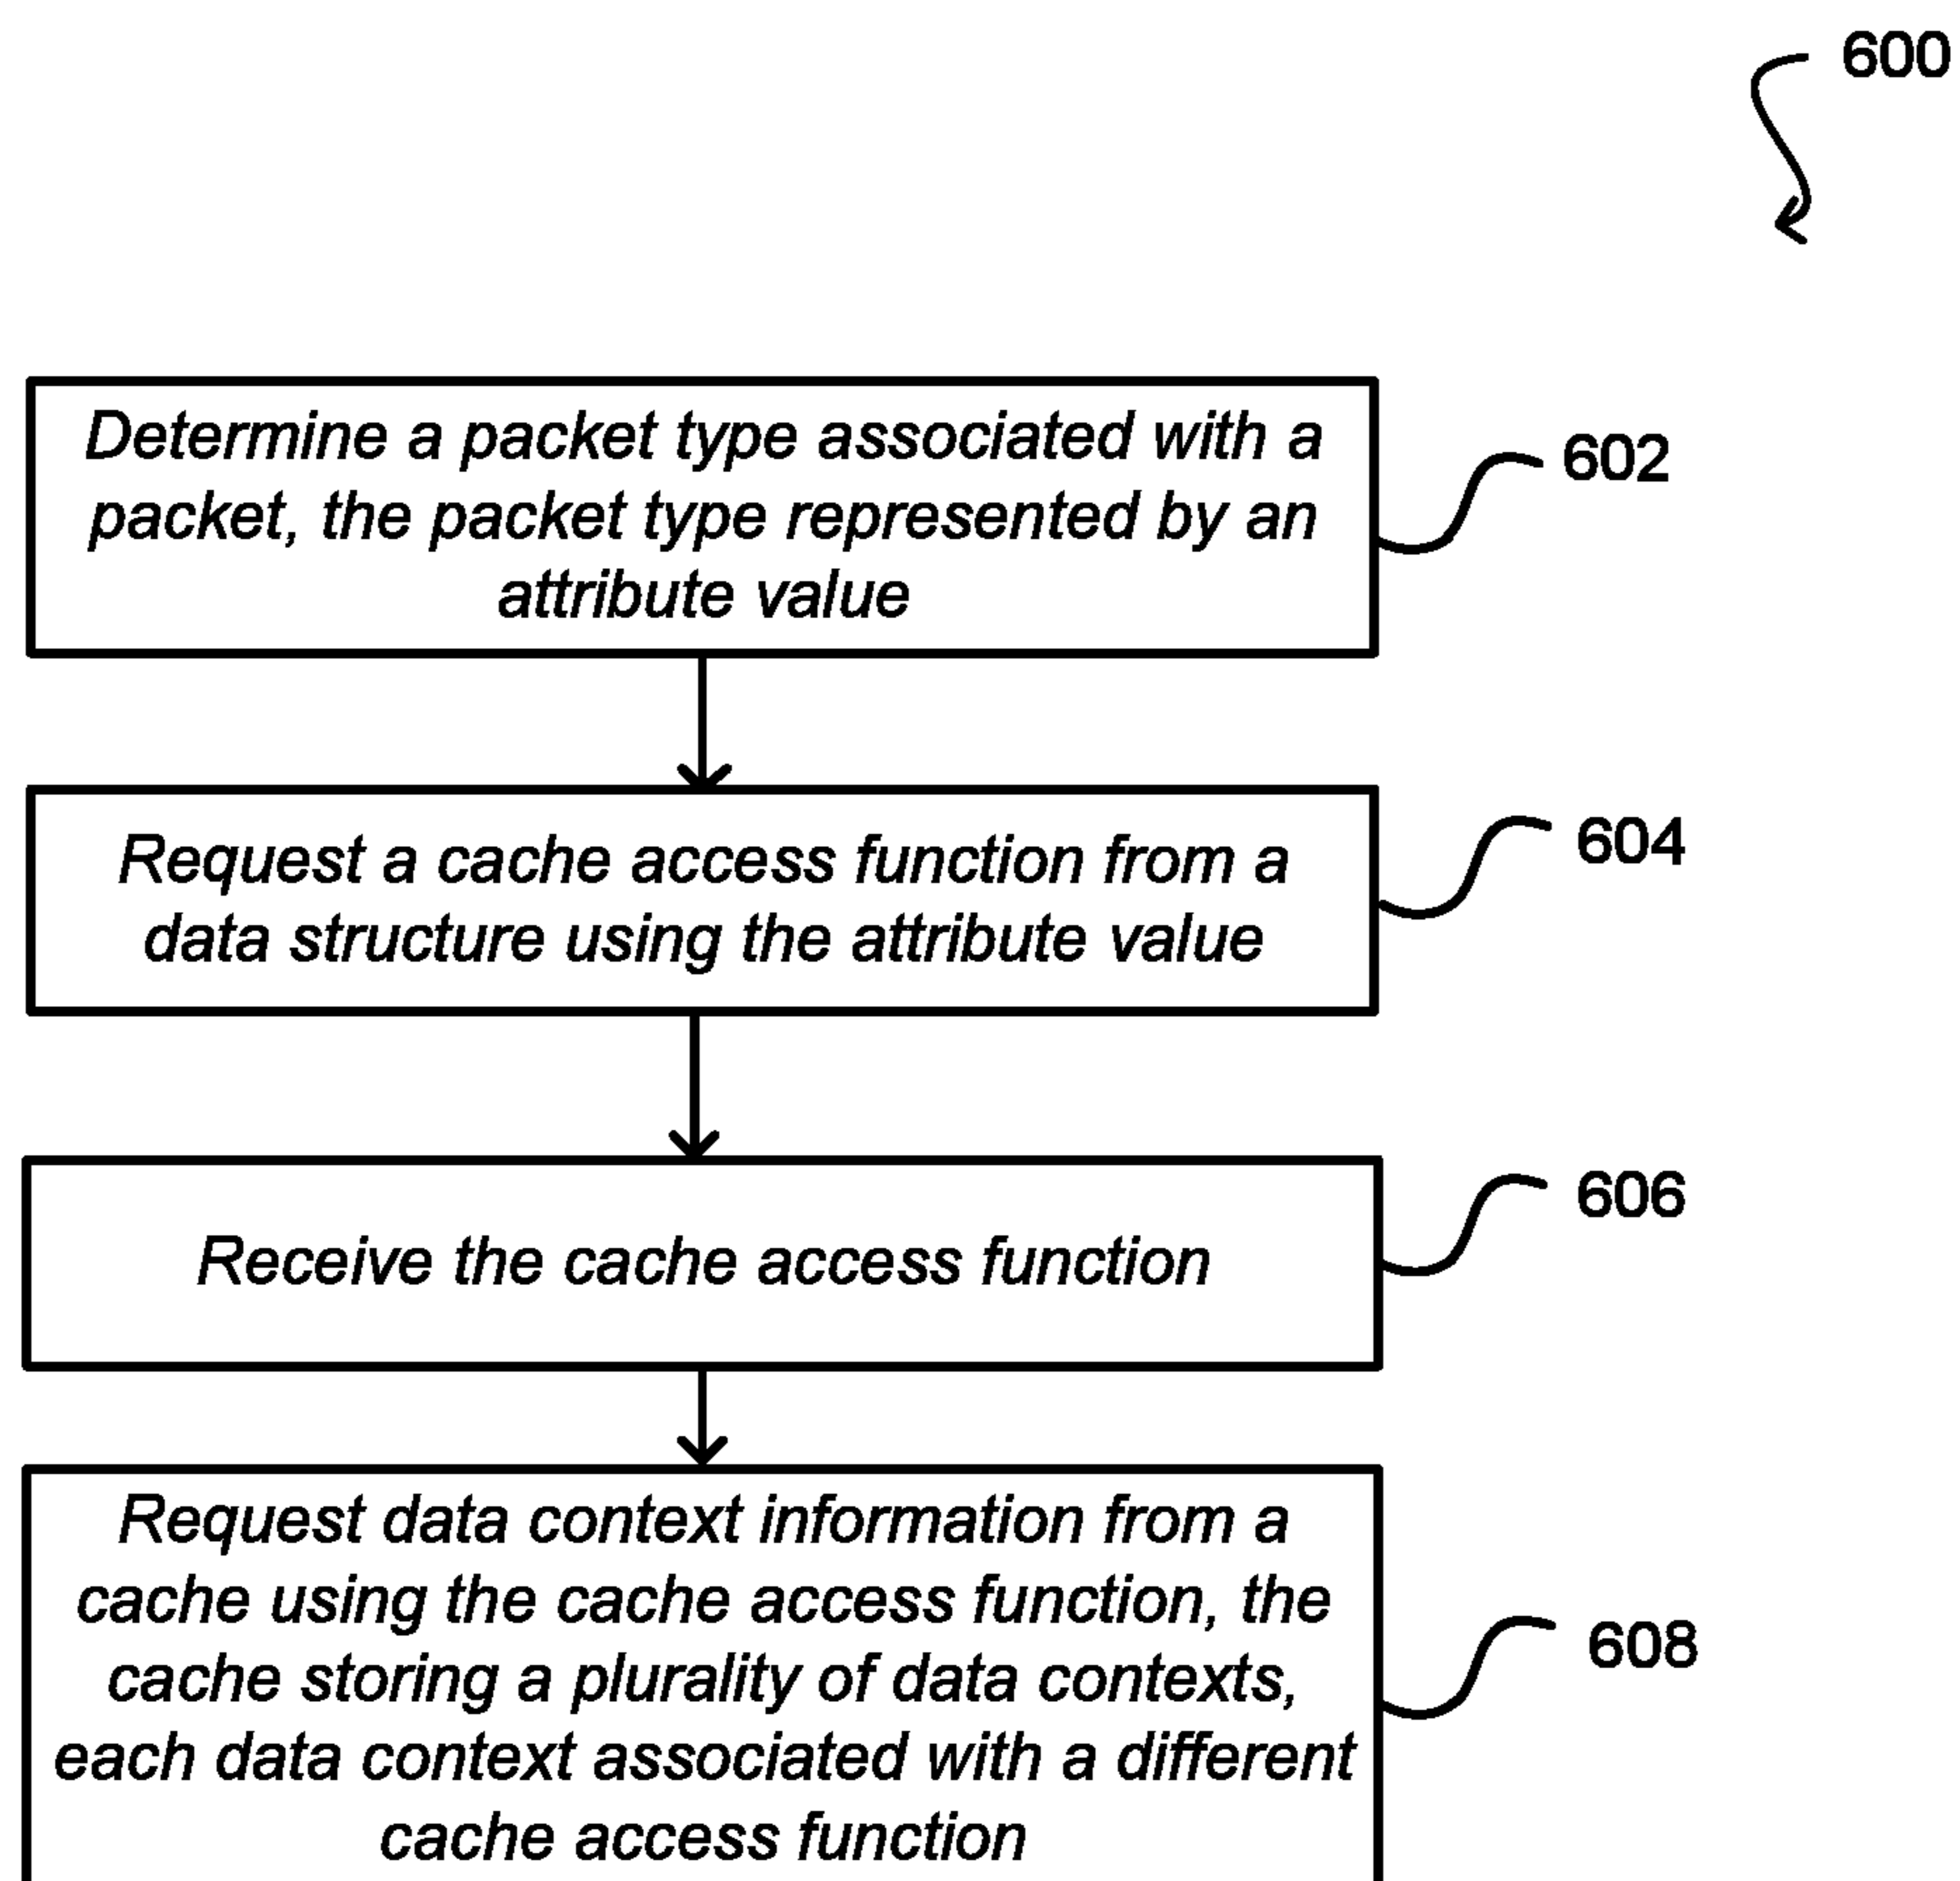 600
Determine a packet type associated with a
packet, the packet type represented by an
attribute value
602
Request a cache access function from a
data structure using the attribute value
604
Receive the cache access function
606
Request data context information from a
cache using the cache access function, the
cache storing a plurality of data contexts,
each data context associated with a different
cache access function
608